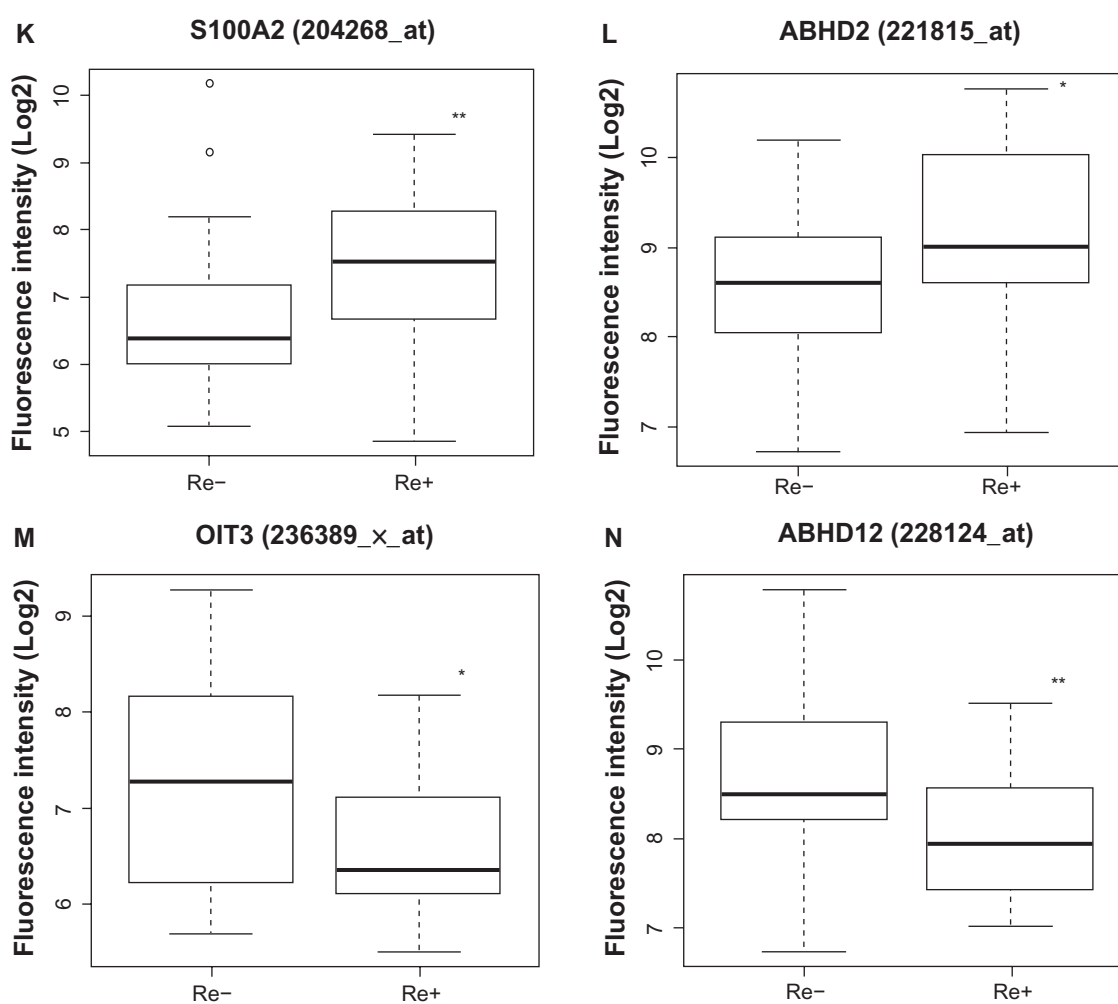 K
S100A2 (204268_at)
Fluorescence intensity (Log2)
10
9
8
7
6
5
**
Re−
Re+
L
ABHD2 (221815_at)
Fluorescence intensity (Log2)
10
9
8
7
*
Re−
Re+
M
OIT3 (236389_×_at)
Fluorescence intensity (Log2)
9
8
7
6
*
Re−
Re+
N
ABHD12 (228124_at)
Fluorescence intensity (Log2)
10
9
8
7
**
Re−
Re+